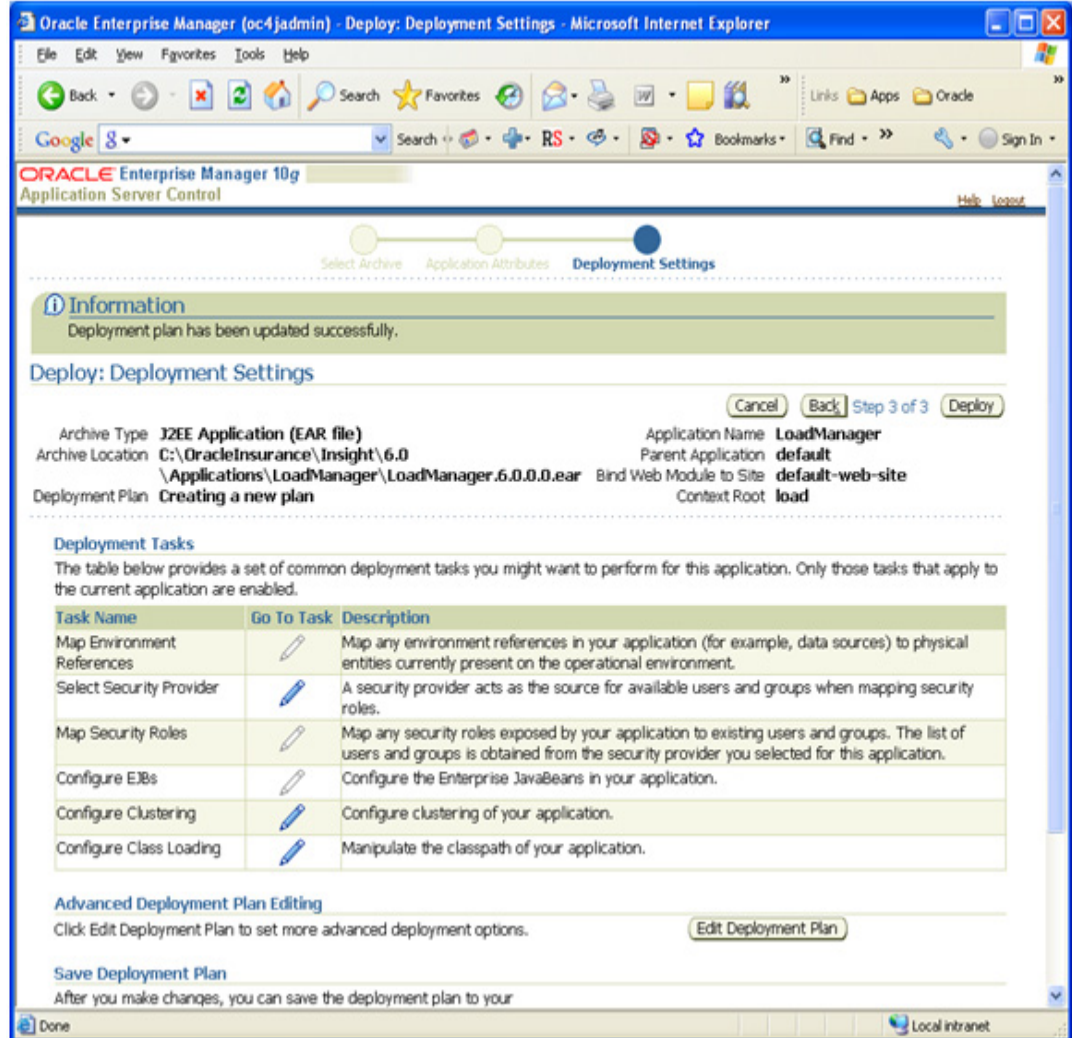 Oracle Enterprise Manager (oc4jadmin) - Deploy: Deployment Settings - Microsoft Internet Explorer
File Edit View Favorites Tools Help
Back Search Favorites Links Apps Oracle
Google Search RS Bookmarks Find Sign In
ORACLE Enterprise Manager 10g
Application Server Control
Help Logout
Select Archive Application Attributes Deployment Settings
Information
Deployment plan has been updated successfully.
Deploy: Deployment Settings
Cancel Back Step 3 of 3 Deploy
Archive Type J2EE Application (EAR file) Application Name LoadManager
Archive Location C:\OracleInsurance\Insight\6.0 Parent Application default
\Applications\LoadManager\LoadManager.6.0.0.0.ear Bind Web Module to Site default-web-site
Deployment Plan Creating a new plan Context Root load
Deployment Tasks
The table below provides a set of common deployment tasks you might want to perform for this application. Only those tasks that apply to
the current application are enabled.
Task Name Go To Task Description
Map Environment References Map any environment references in your application (for example, data sources) to physical
entities currently present on the operational environment.
Select Security Provider A security provider acts as the source for available users and groups when mapping security
roles.
Map Security Roles Map any security roles exposed by your application to existing users and groups. The list of
users and groups is obtained from the security provider you selected for this application.
Configure EJBs Configure the Enterprise JavaBeans in your application.
Configure Clustering Configure clustering of your application.
Configure Class Loading Manipulate the classpath of your application.
Advanced Deployment Plan Editing
Click Edit Deployment Plan to set more advanced deployment options. Edit Deployment Plan
Save Deployment Plan
After you make changes, you can save the deployment plan to your
Done Local intranet